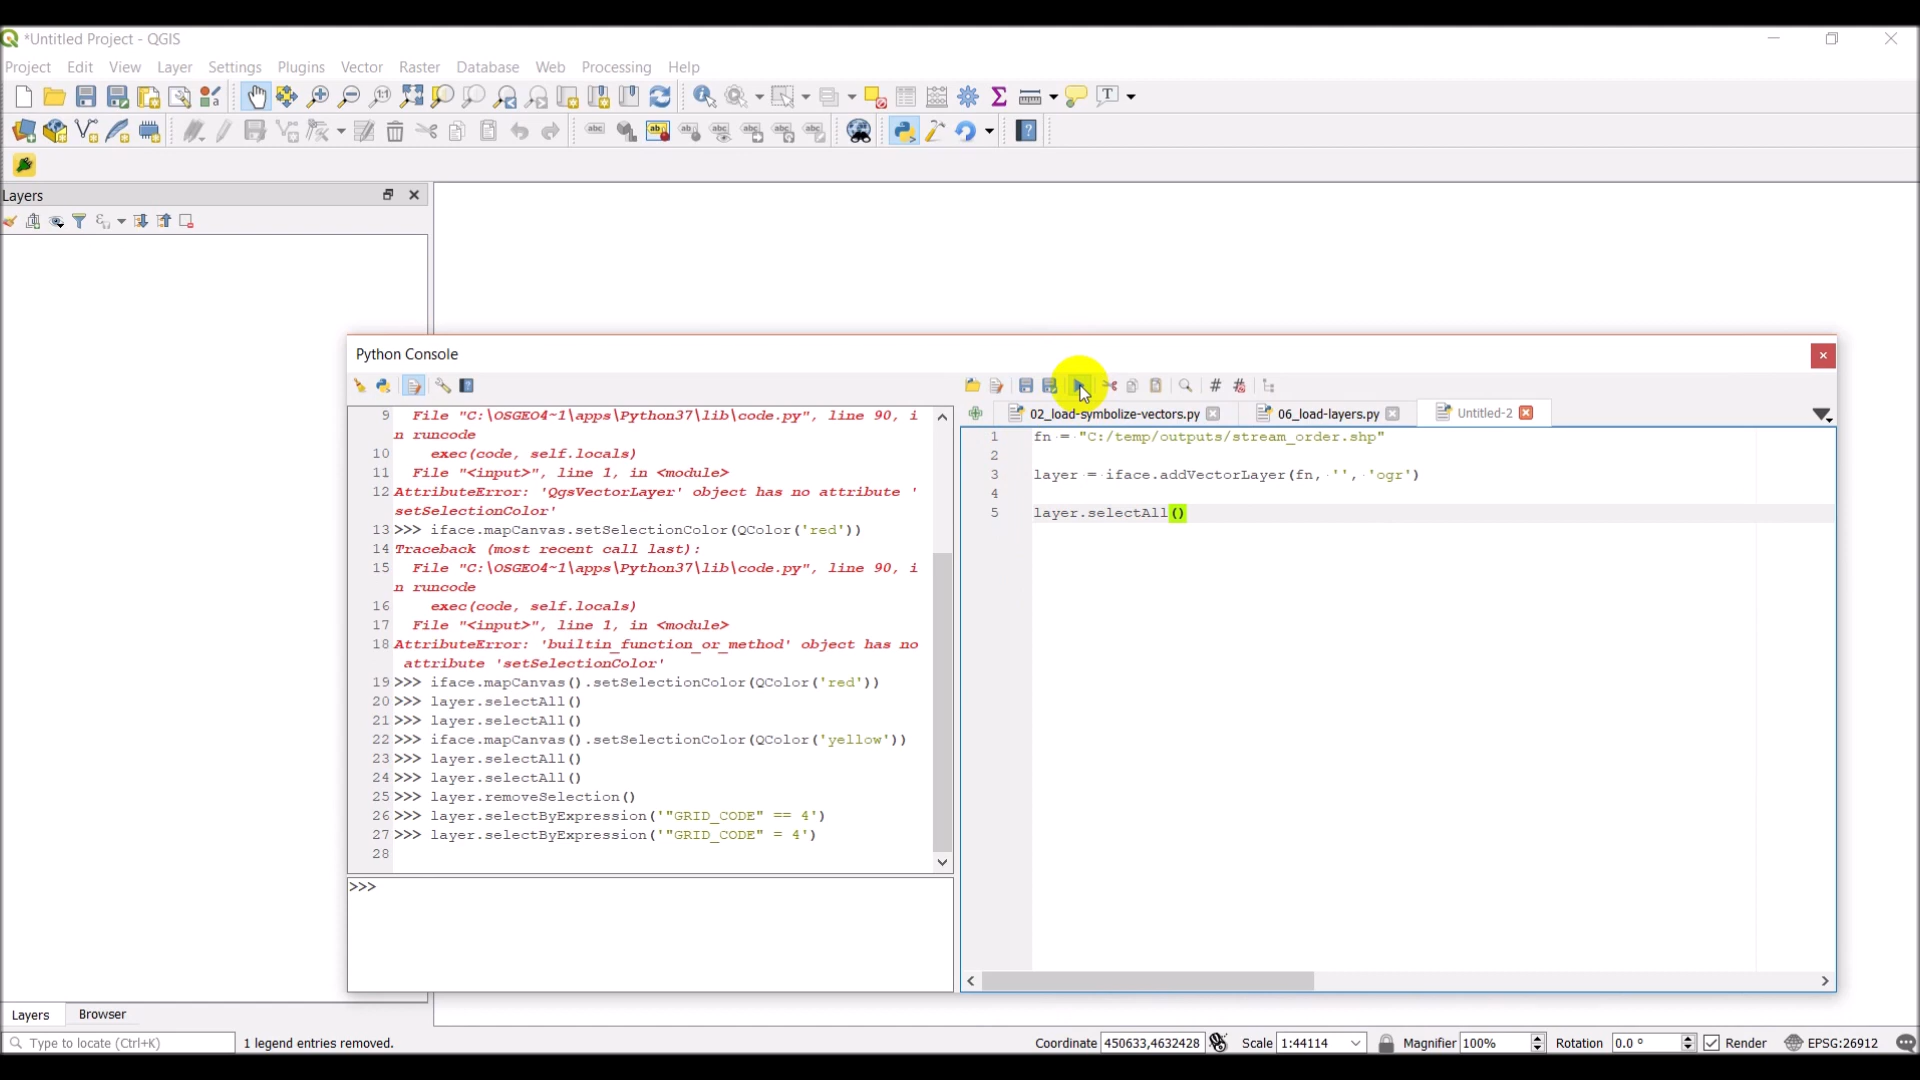 *Untitled Project - QGIS
Project Edit View Layer Settings Plugins Vector Raster Database Web Processing Help
Layers
Python Console
02_load-symbolize-vectors.py 06_load-layers.py Untitled-2
9 File "C:\OSGEO4~1\apps\Python37\lib\code.py", line 90, i
n runcode
10 exec(code, self.locals)
11 File "<input>", line 1, in <module>
12 AttributeError: 'QgsVectorLayer' object has no attribute '
setSelectionColor'
13 >>> iface.mapCanvas.setSelectionColor(QColor('red'))
14 Traceback (most recent call last):
15 File "C:\OSGEO4~1\apps\Python37\lib\code.py", line 90, i
n runcode
16 exec(code, self.locals)
17 File "<input>", line 1, in <module>
18 AttributeError: 'builtin_function_or_method' object has no
attribute 'setSelectionColor'
19 >>> iface.mapCanvas().setSelectionColor(QColor('red'))
20 >>> layer.selectAll()
21 >>> layer.selectAll()
22 >>> iface.mapCanvas().setSelectionColor(QColor('yellow'))
23 >>> layer.selectAll()
24 >>> layer.selectAll()
25 >>> layer.removeSelection()
26 >>> layer.selectByExpression('"GRID_CODE" == 4')
27 >>> layer.selectByExpression('"GRID_CODE" = 4')
28
>>>
1 fn = "C:/temp/outputs/stream_order.shp"
2
3 layer = iface.addVectorLayer(fn, '', 'ogr')
4
5 layer.selectAll()
Layers Browser
Type to locate (Ctrl+K) 1 legend entries removed. Coordinate 450633,4632428 Scale 1:44114 Magnifier 100% Rotation 0.0 ° Render EPSG:26912